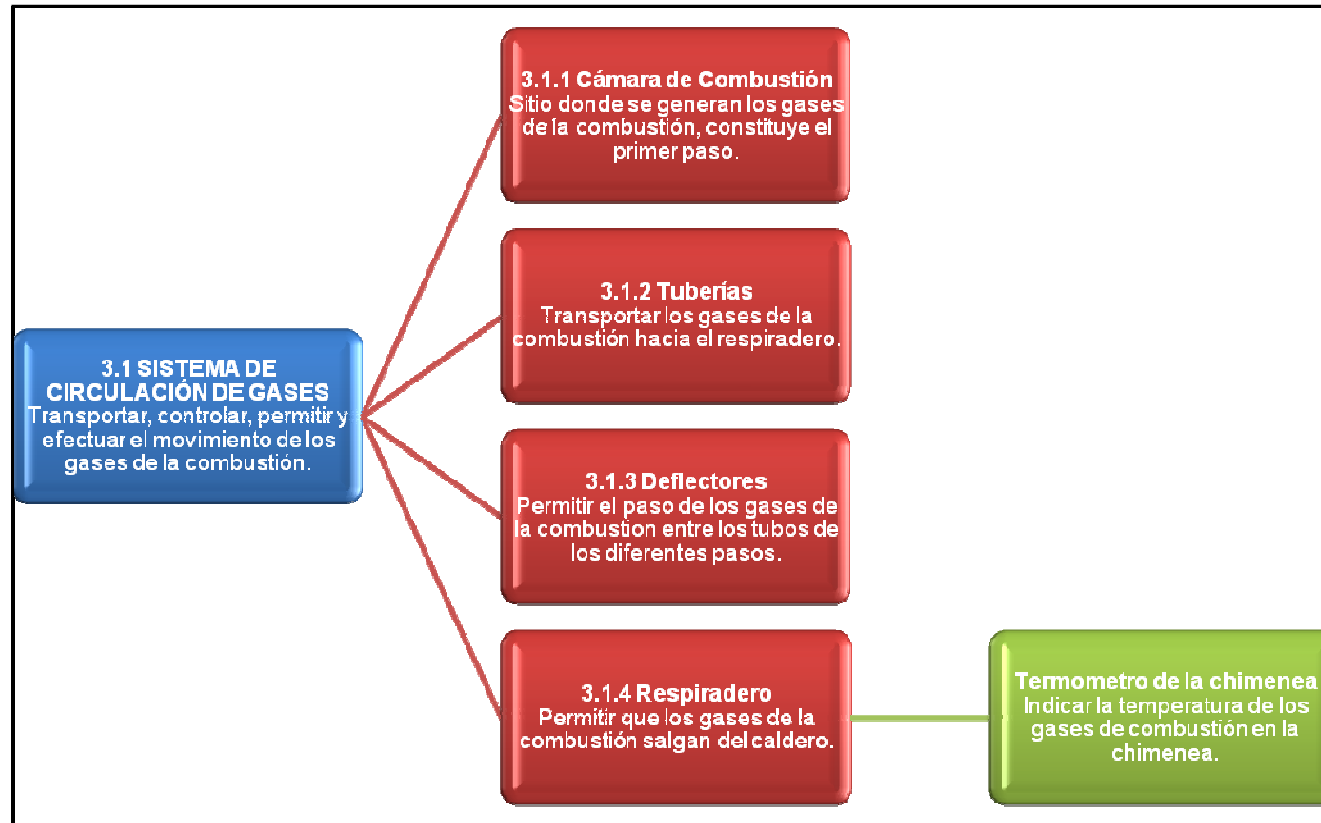 3.1.1 Cámara de Combustión
Sitio donde se generan los gases
de la combustión, constituye el
primer paso.
3.1.2 Tuberías
Transportar los gases de la
combustión hacia el respiradero.
3.1 SISTEMA DE
CIRCULACIÓN DE GASES
Transportar, controlar, permitir y
efectuar el movimiento de los
gases de la combustión.
3.1.3 Deflectores
Permitir el paso de los gases de
la combustion entre los tubos de
los diferentes pasos.
3.1.4 Respiradero
Permitir que los gases de la
combustión salgan del caldero.
Termometro de la chimenea
Indicar la temperatura de los
gases de combustión en la
chimenea.